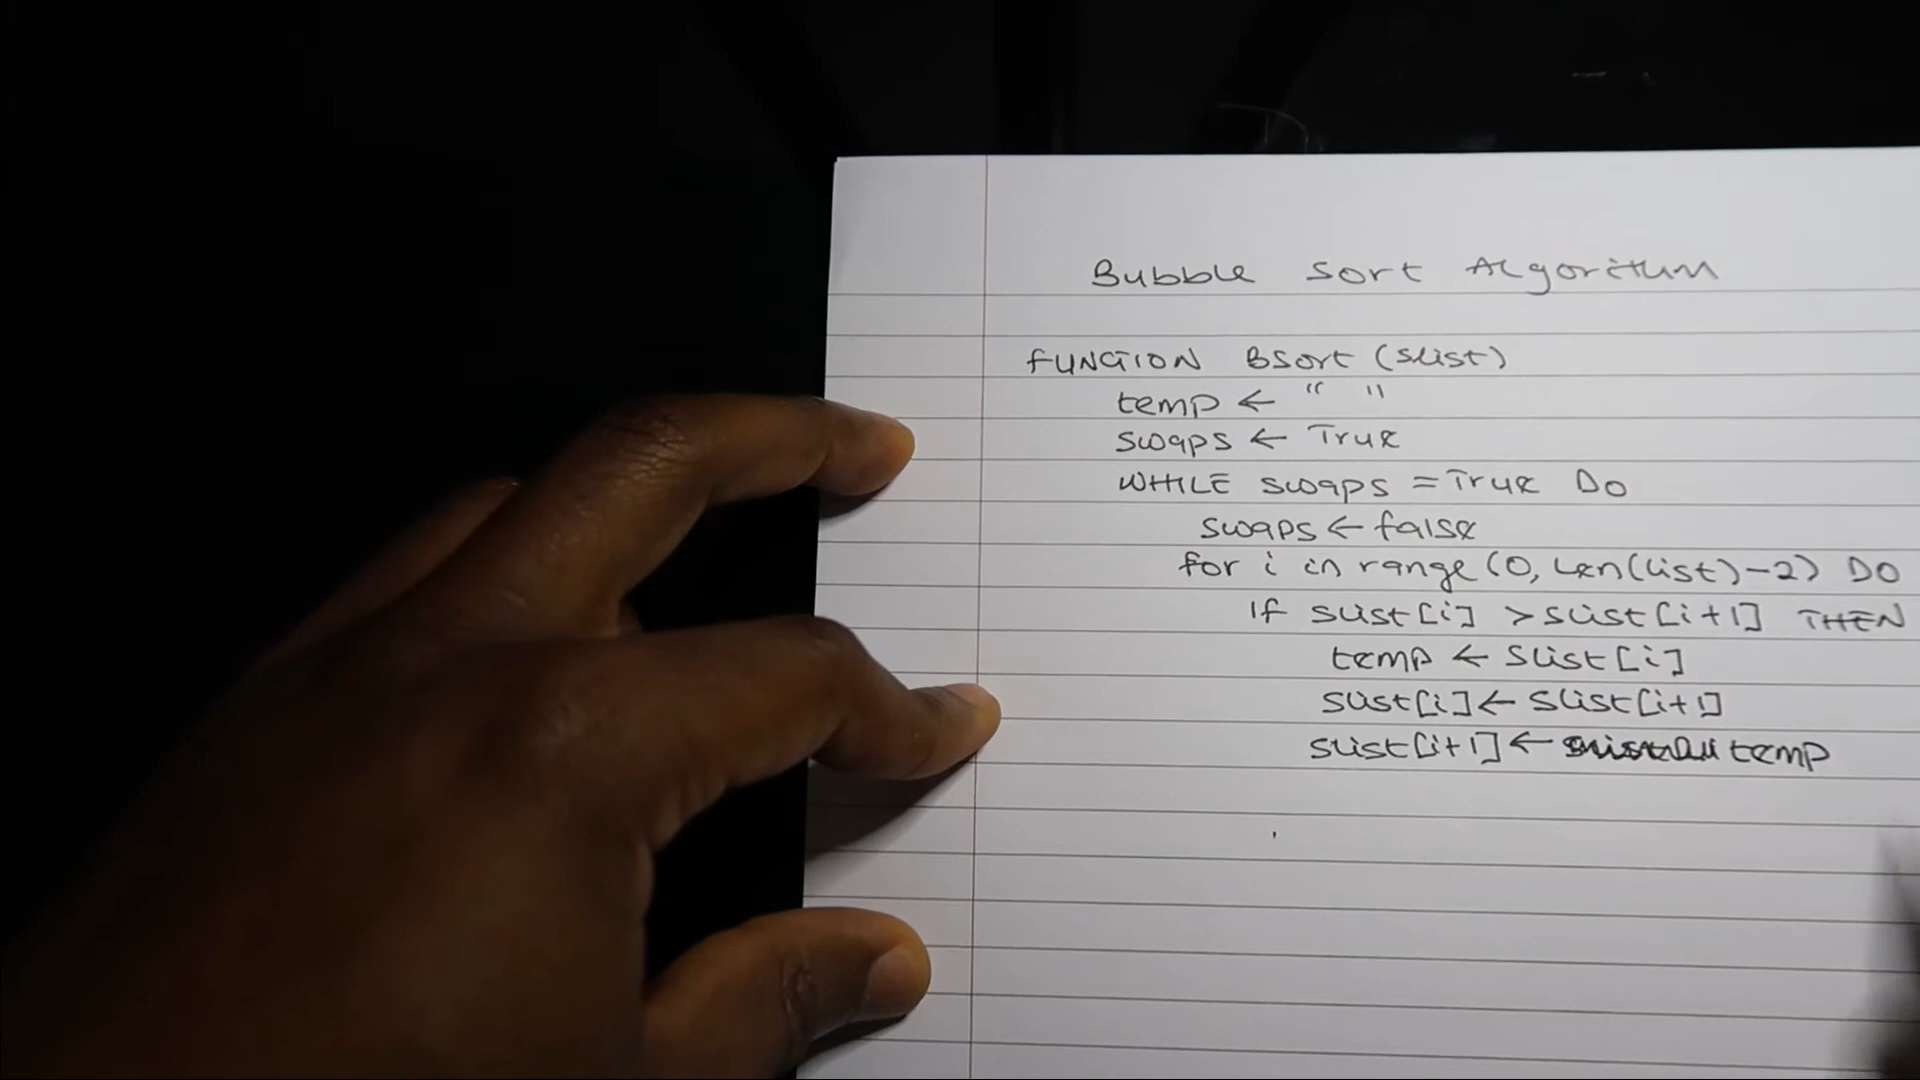 Bubble Sort Algorithm
FUNCTION BSort (slist)
temp ← " "
swaps ← True
WHILE swaps = True DO
swaps ← false
for i in range (0, Len(list) - 2) DO
If slist [i] > slist [i+1] THEN
temp ← slist [i]
slist [i] ← slist [i+1]
slist [i+1] ← temp